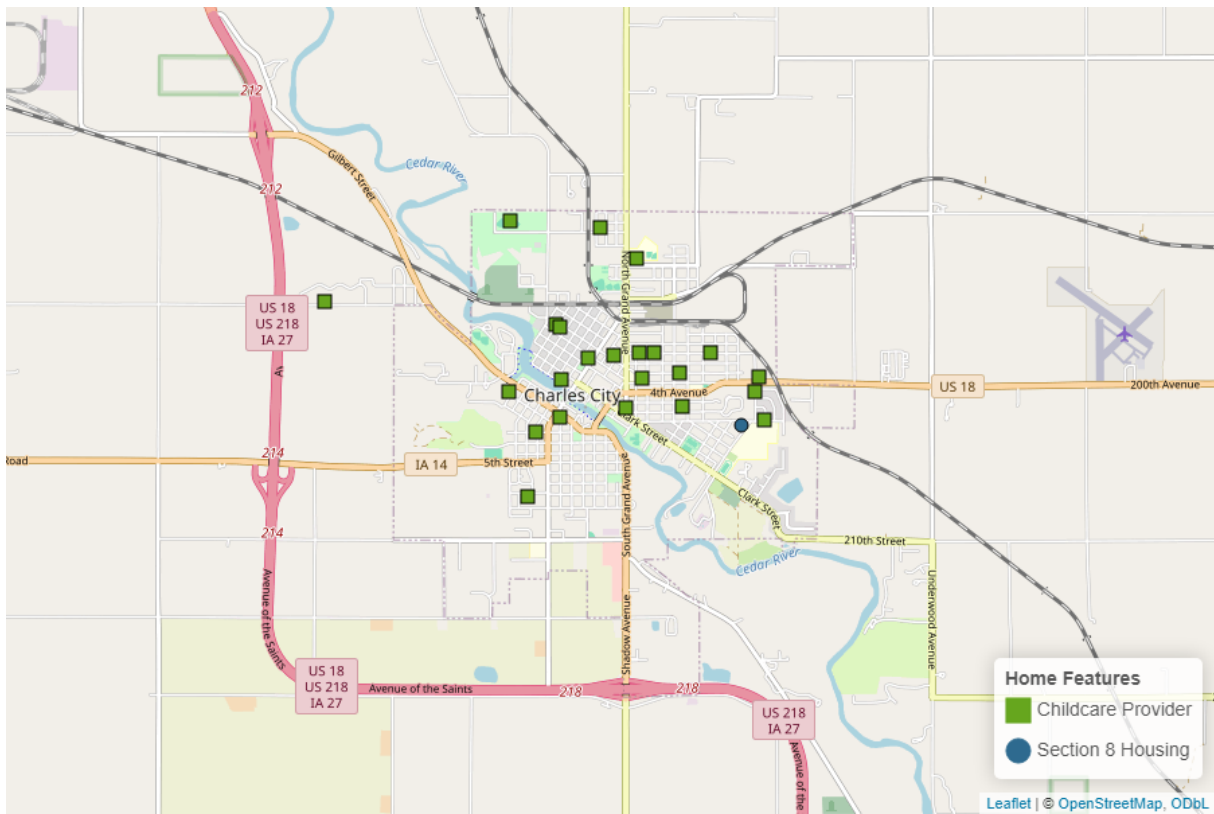 212
Gilbert Street
Cedar River
212
North Grand Avenue
US 18
US 218
IA 27
US 18
200th Avenue
4th Avenue
Charles City
Clark Street
214
Road
IA 14
5th Street
South Grand Avenue
Clark Street
214
210th Street
Cedar River
Avenue of the Saints
Underwood Avenue
Shadow Avenue
US 18
US 218
IA 27
Avenue of the Saints
218
218
US 218
IA 27
Avenue of the
Home Features
Childcare Provider
Section 8 Housing
Leaflet | © OpenStreetMap, ODbL